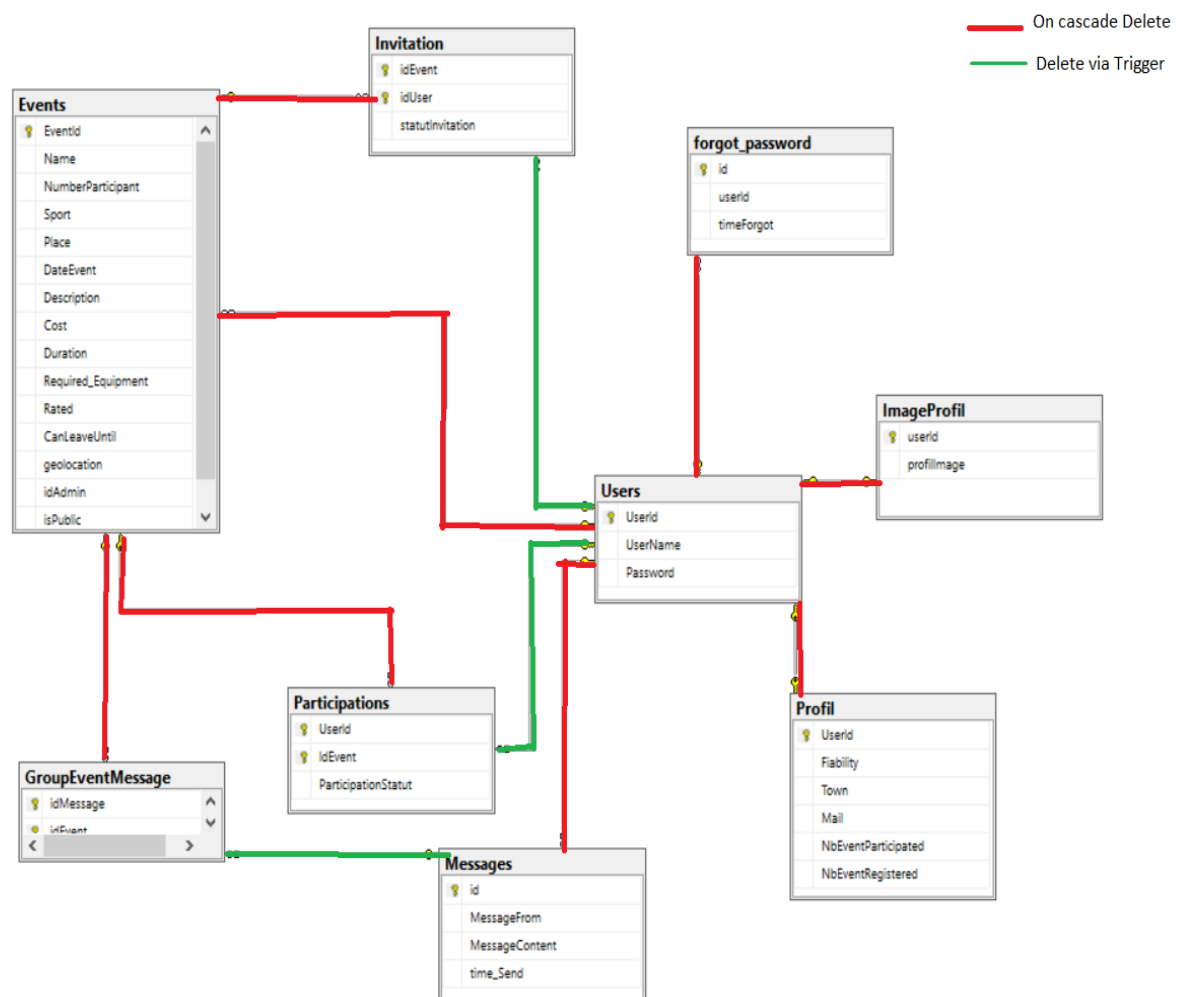 On cascade Delete
Delete via Trigger
Invitation
idEvent
idUser
statutInvitation
Events
EventId
Name
NumberParticipant
Sport
Place
DateEvent
Description
Cost
Duration
Required_Equipment
Rated
CanLeaveUntil
geolocation
idAdmin
isPublic
forgot_password
id
userId
timeForgot
ImageProfil
userId
profilImage
Users
UserId
UserName
Password
Participations
UserId
IdEvent
ParticipationStatut
Profil
UserId
Fiability
Town
Mail
NbEventParticipated
NbEventRegistered
GroupEventMessage
idMessage
idEvent
Messages
id
MessageFrom
MessageContent
time_Send